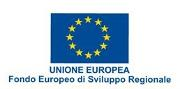 UNIONE EUROPEA
Fondo Europeo di Sviluppo Regionale